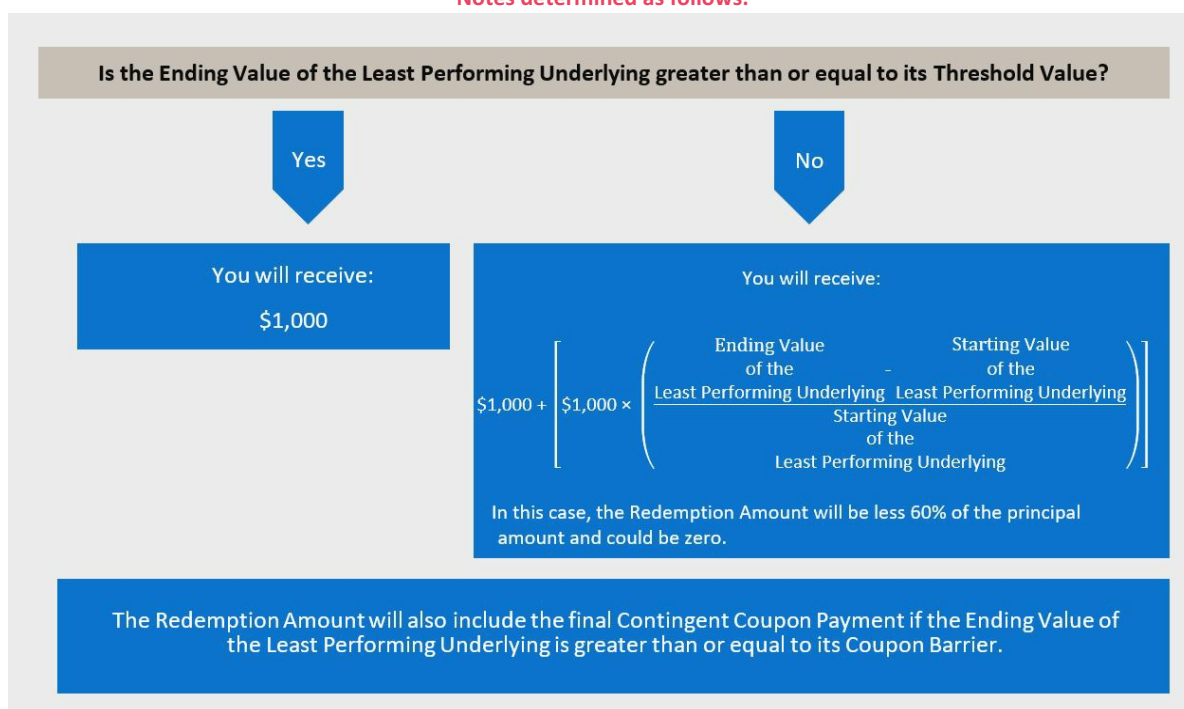 Notes determined as follows:
Is the Ending Value of the Least Performing Underlying greater than or equal to its Threshold Value?
Yes
No
You will receive:
$1,000
You will receive:
Ending Value Starting Value
of the - of the
Least Performing Underlying Least Performing Underlying
$1,000 + $1,000 ×
Starting Value
of the
Least Performing Underlying
In this case, the Redemption Amount will be less 60% of the principal
amount and could be zero.
The Redemption Amount will also include the final Contingent Coupon Payment if the Ending Value of
the Least Performing Underlying is greater than or equal to its Coupon Barrier.